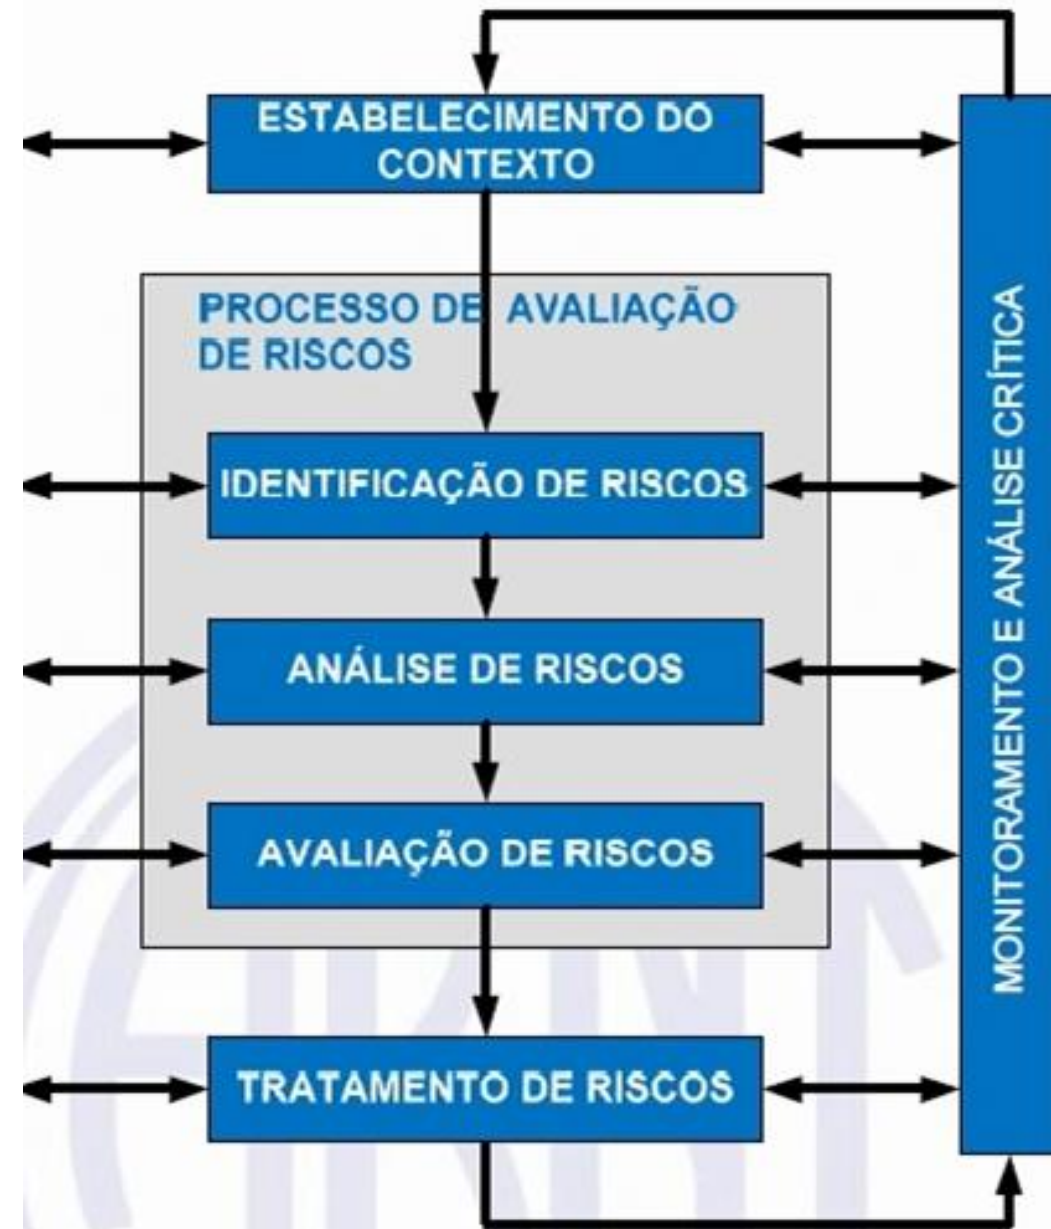 ESTABELECIMENTO DO
CONTEXTO
PROCESSO DE AVALIAÇÃO
DE RISCOS
IDENTIFICAÇÃO DE RISCOS
ANÁLISE DE RISCOS
AVALIAÇÃO DE RISCOS
TRATAMENTO DE RISCOS
MONITORAMENTO E ANÁLISE CRÍTICA